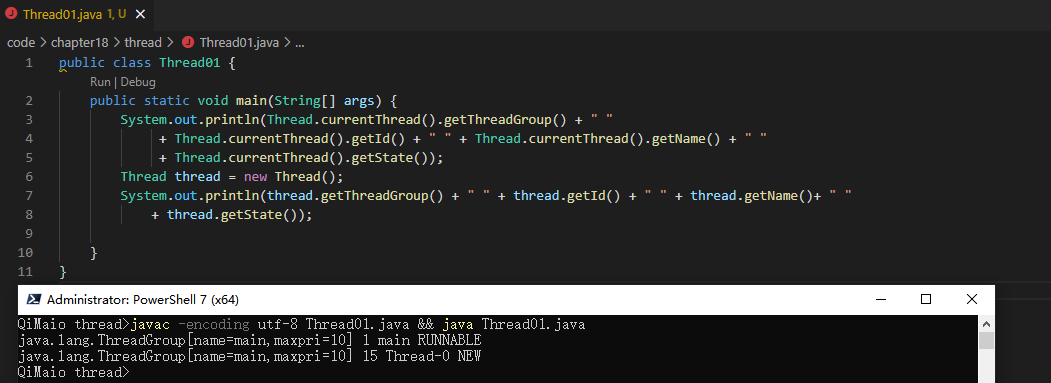 Thread01.java 1, U
code > chapter18 > thread > Thread01.java > ...
1 public class Thread01 {
Run | Debug
2 public static void main(String[] args) {
3 System.out.println(Thread.currentThread().getThreadGroup() + " "
4 + Thread.currentThread().getId() + " " + Thread.currentThread().getName() + " "
5 + Thread.currentThread().getState());
6 Thread thread = new Thread();
7 System.out.println(thread.getThreadGroup() + " " + thread.getId() + " " + thread.getName()+ " "
8 + thread.getState());
9
10 }
11 }
Administrator: PowerShell 7 (x64)
QiMaio thread>javac -encoding utf-8 Thread01.java && java Thread01.java
java.lang.ThreadGroup[name=main,maxpri=10] 1 main RUNNABLE
java.lang.ThreadGroup[name=main,maxpri=10] 15 Thread-0 NEW
QiMaio thread>